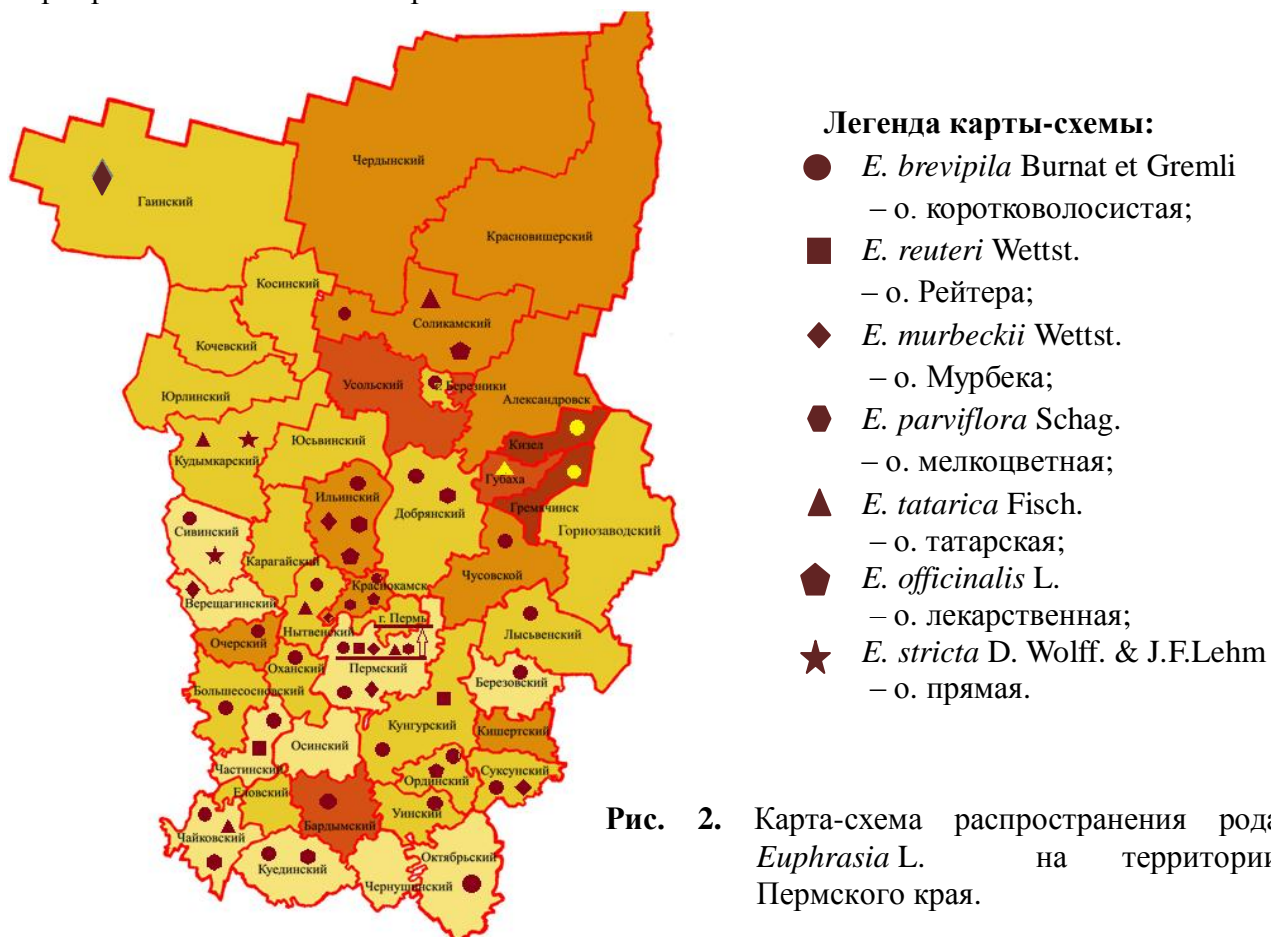 Чердынский
Гаинский
Красновишерский
Косинский
Соликамский
Кочевский
Усольский
г. Березники
Юрлинский
Александровск
Юсьвинский
Кизел
Кудымкарский
Губаха
Ильинский
Добрянский
Гремячинск
Сивинский
Горнозаводский
Карагайский
Чусовской
Краснокамск
Верещагинский
г. Пермь
Нытвенский
Лысьвенский
Очерский
Оханский
Пермский
Березовский
Большесосновский
Кунгурский
Кишертский
Осинский
Частинский
Ординский
Суксунский
Еловский
Уинский
Бардымский
Чайковский
Октябрьский
Куединский
Чернушинский
Легенда карты-схемы:
E. brevipila Burnat et Gremli
– о. коротковолосистая;
E. reuteri Wettst.
– о. Рейтера;
E. murbeckii Wettst.
– о. Мурбека;
E. parviflora Schag.
– о. мелкоцветная;
E. tatarica Fisch.
– о. татарская;
E. officinalis L.
– о. лекарственная;
E. stricta D. Wolff. & J.F.Lehm
– о. прямая.
Рис. 2. Карта-схема распространения рода
Euphrasia L. на территории
Пермского края.